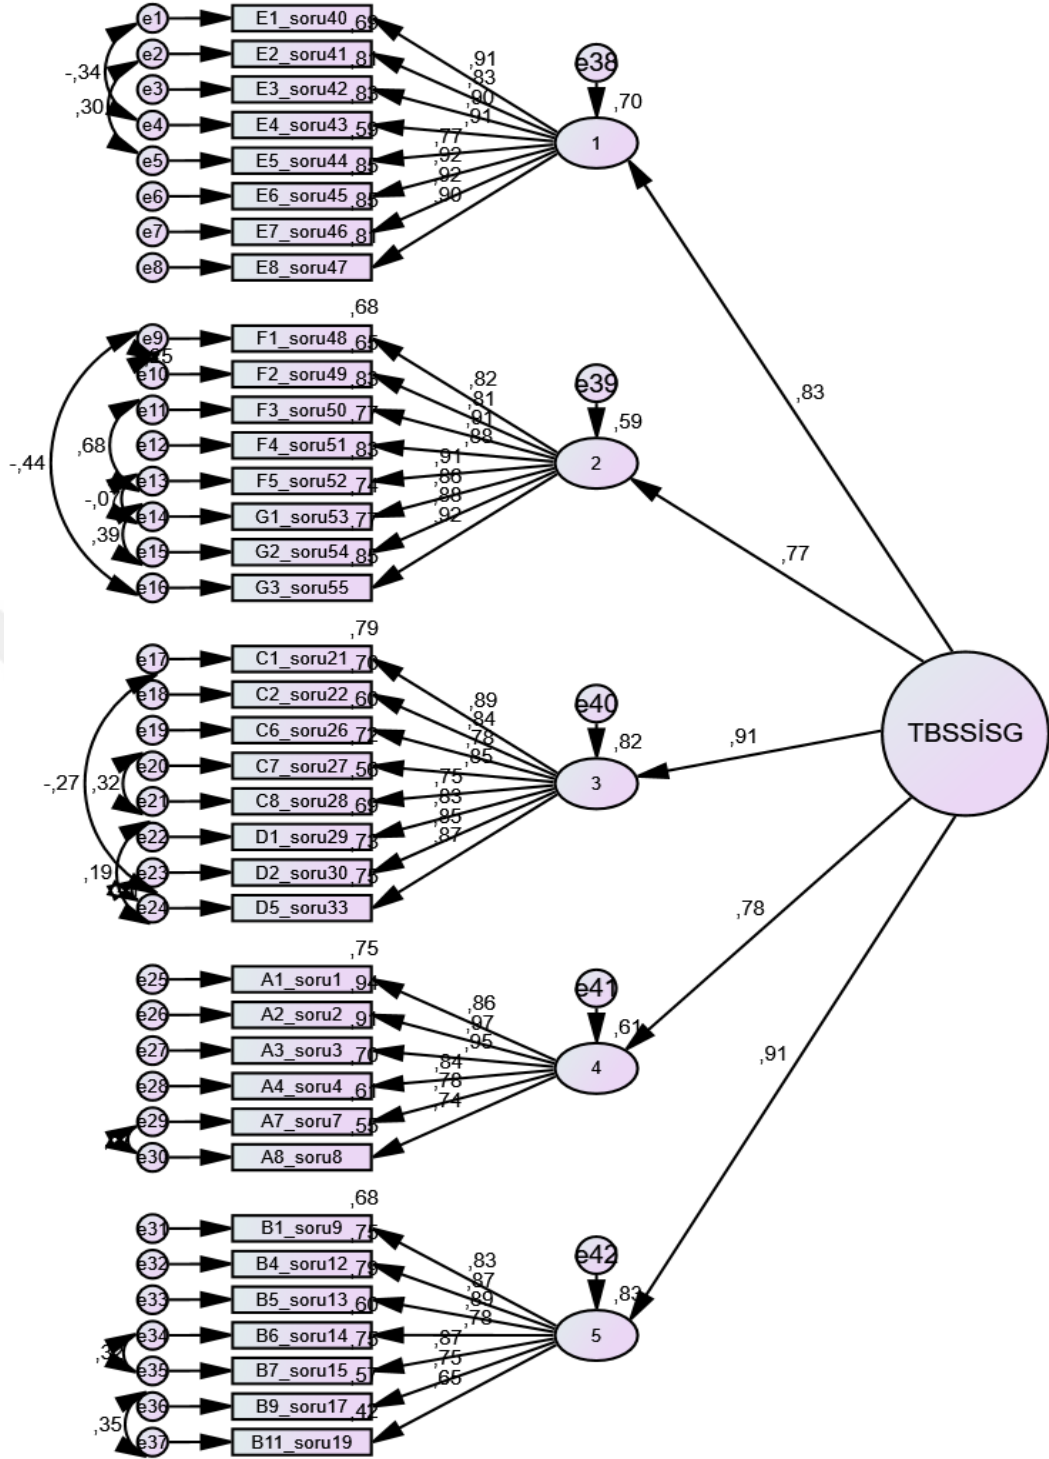 e1 E1_soru40 ,69
e2 E2_soru41 ,81
e3 E3_soru42 ,83
e4 E4_soru43 ,59
e5 E5_soru44 ,85
e6 E6_soru45 ,85
e7 E7_soru46 ,81
e8 E8_soru47
-,34
,30
,91
,83
,90
,91
,77
,92
,92
,90
e38
,70
1
,83
,68
e9 F1_soru48 ,65
e10 F2_soru49 ,83
e11 F3_soru50 ,77
e12 F4_soru51 ,83
e13 F5_soru52 ,74
e14 G1_soru53 ,77
e15 G2_soru54 ,85
e16 G3_soru55
-,44
,68
,39
,82
,81
,91
,88
,91
,86
,88
,92
e39
,59
2
,77
,79
e17 C1_soru21 ,70
e18 C2_soru22 ,60
e19 C6_soru26 ,72
e20 C7_soru27 ,56
e21 C8_soru28 ,69
e22 D1_soru29 ,73
e23 D2_soru30 ,75
e24 D5_soru33
-,27
,32
,19
,89
,84
,78
,85
,75
,83
,85
,87
e40
,82
3
,91
TBSSİSG
,75
e25 A1_soru1 ,94
e26 A2_soru2 ,91
e27 A3_soru3 ,70
e28 A4_soru4 ,61
e29 A7_soru7 ,55
e30 A8_soru8
,86
,97
,95
,84
,78
,74
e41
,61
4
,78
,68
e31 B1_soru9 ,75
e32 B4_soru12 ,79
e33 B5_soru13 ,60
e34 B6_soru14 ,75
e35 B7_soru15 ,57
e36 B9_soru17 ,42
e37 B11_soru19
,35
,83
,87
,89
,78
,87
,75
,65
e42
,83
5
,91